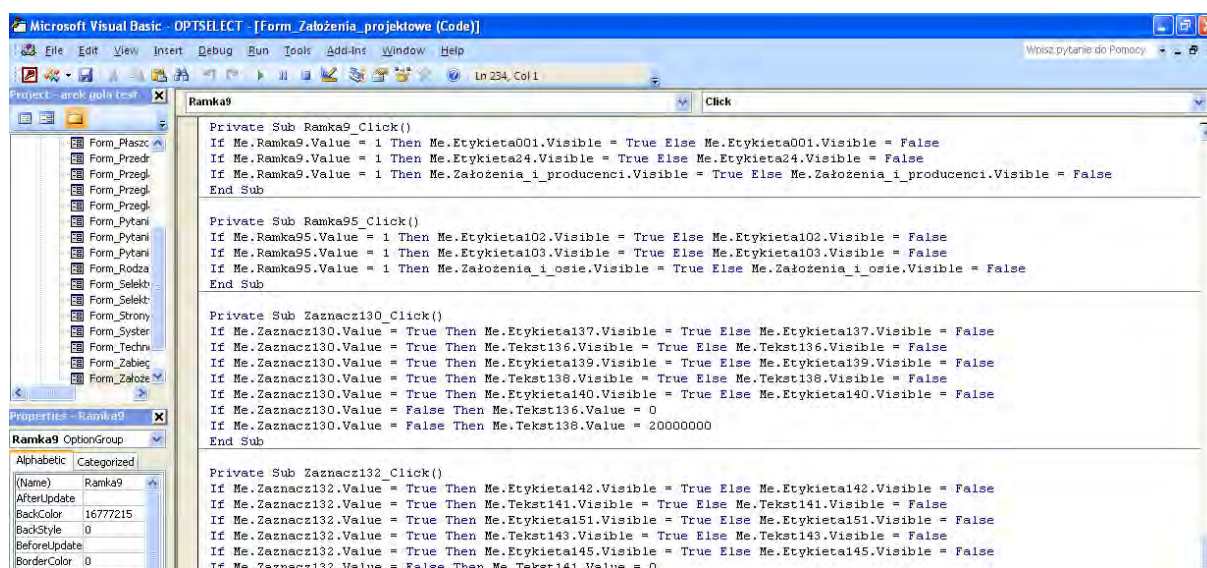 Microsoft Visual Basic - OPTSELECT - [Form_Założenia_projektowe (Code)]
File Edit View Insert Debug Run Tools Add-Ins Window Help
Wpisz pytanie do Pomocy
Ln 234, Col 1
Project - arek gola test
Ramka9
Click
Form_Płaszc
Form_Przedr
Form_Przegl
Form_Przegl
Form_Przegl
Form_Pytani
Form_Pytani
Form_Pytani
Form_Rodza
Form_Selekt
Form_Selekt
Form_Strony
Form_System
Form_Techn
Form_Zabieg
Form_Założe
Properties - Ramka9
Ramka9 OptionGroup
Alphabetic Categorized
(Name) Ramka9
AfterUpdate
BackColor 16777215
BackStyle 0
BeforeUpdate
BorderColor 0
Private Sub Ramka9_Click()
If Me.Ramka9.Value = 1 Then Me.Etykieta001.Visible = True Else Me.Etykieta001.Visible = False
If Me.Ramka9.Value = 1 Then Me.Etykieta24.Visible = True Else Me.Etykieta24.Visible = False
If Me.Ramka9.Value = 1 Then Me.Założenia_i_producenci.Visible = True Else Me.Założenia_i_producenci.Visible = False
End Sub
Private Sub Ramka95_Click()
If Me.Ramka95.Value = 1 Then Me.Etykieta102.Visible = True Else Me.Etykieta102.Visible = False
If Me.Ramka95.Value = 1 Then Me.Etykieta103.Visible = True Else Me.Etykieta103.Visible = False
If Me.Ramka95.Value = 1 Then Me.Założenia_i_osie.Visible = True Else Me.Założenia_i_osie.Visible = False
End Sub
Private Sub Zaznacz130_Click()
If Me.Zaznacz130.Value = True Then Me.Etykieta137.Visible = True Else Me.Etykieta137.Visible = False
If Me.Zaznacz130.Value = True Then Me.Tekst136.Visible = True Else Me.Tekst136.Visible = False
If Me.Zaznacz130.Value = True Then Me.Etykieta139.Visible = True Else Me.Etykieta139.Visible = False
If Me.Zaznacz130.Value = True Then Me.Tekst138.Visible = True Else Me.Tekst138.Visible = False
If Me.Zaznacz130.Value = True Then Me.Etykieta140.Visible = True Else Me.Etykieta140.Visible = False
If Me.Zaznacz130.Value = False Then Me.Tekst136.Value = 0
If Me.Zaznacz130.Value = False Then Me.Tekst138.Value = 20000000
End Sub
Private Sub Zaznacz132_Click()
If Me.Zaznacz132.Value = True Then Me.Etykieta142.Visible = True Else Me.Etykieta142.Visible = False
If Me.Zaznacz132.Value = True Then Me.Tekst141.Visible = True Else Me.Tekst141.Visible = False
If Me.Zaznacz132.Value = True Then Me.Etykieta151.Visible = True Else Me.Etykieta151.Visible = False
If Me.Zaznacz132.Value = True Then Me.Tekst143.Visible = True Else Me.Tekst143.Visible = False
If Me.Zaznacz132.Value = True Then Me.Etykieta145.Visible = True Else Me.Etykieta145.Visible = False
If Me.Zaznacz132.Value = False Then Me.Tekst141.Value = 0